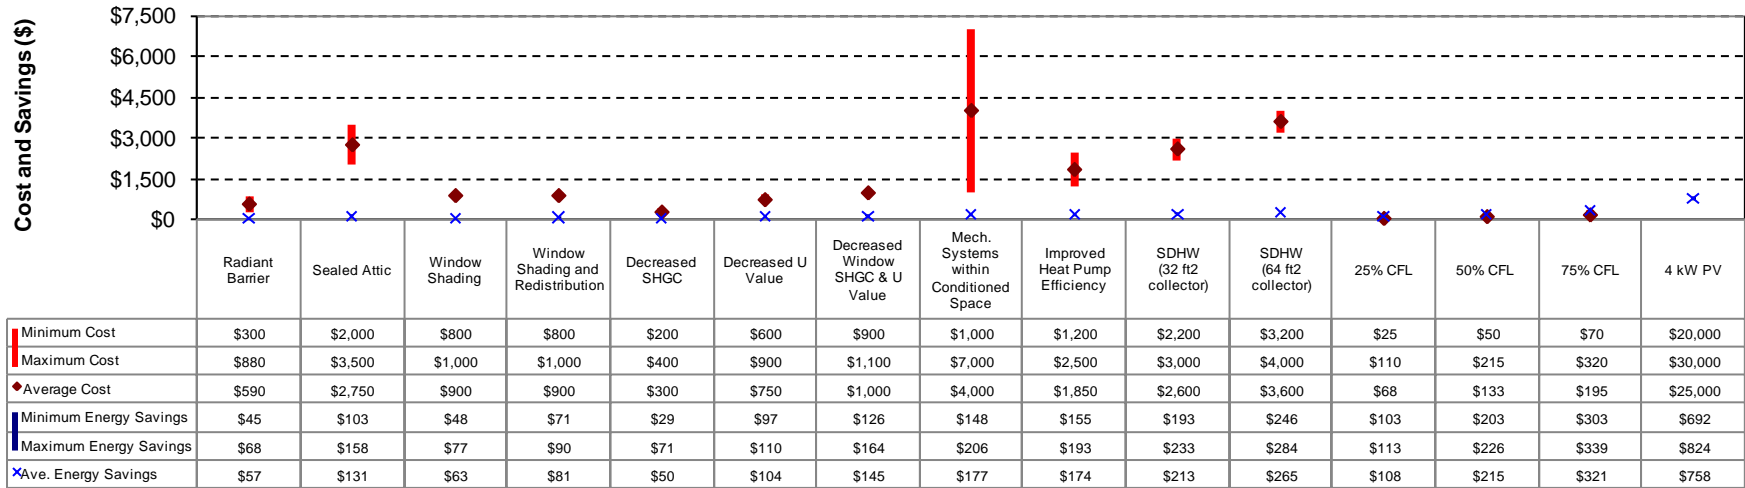 Cost and Savings ($)
$7,500
$6,000
$4,500
$3,000
$1,500
$0
Radiant Barrier
Sealed Attic
Window Shading
Window Shading and Redistribution
Decreased SHGC
Decreased U Value
Decreased Window SHGC & U Value
Mech. Systems within Conditioned Space
Improved Heat Pump Efficiency
SDHW (32 ft2 collector)
SDHW (64 ft2 collector)
25% CFL
50% CFL
75% CFL
4 kW PV
Minimum Cost $300 $2,000 $800 $800 $200 $600 $900 $1,000 $1,200 $2,200 $3,200 $25 $50 $70 $20,000
Maximum Cost $880 $3,500 $1,000 $1,000 $400 $900 $1,100 $7,000 $2,500 $3,000 $4,000 $110 $215 $320 $30,000
Average Cost $590 $2,750 $900 $900 $300 $750 $1,000 $4,000 $1,850 $2,600 $3,600 $68 $133 $195 $25,000
Minimum Energy Savings $45 $103 $48 $71 $29 $97 $126 $148 $155 $193 $246 $103 $203 $303 $692
Maximum Energy Savings $68 $158 $77 $90 $71 $110 $164 $206 $193 $233 $284 $113 $226 $339 $824
Ave. Energy Savings $57 $131 $63 $81 $50 $104 $145 $177 $174 $213 $265 $108 $215 $321 $758